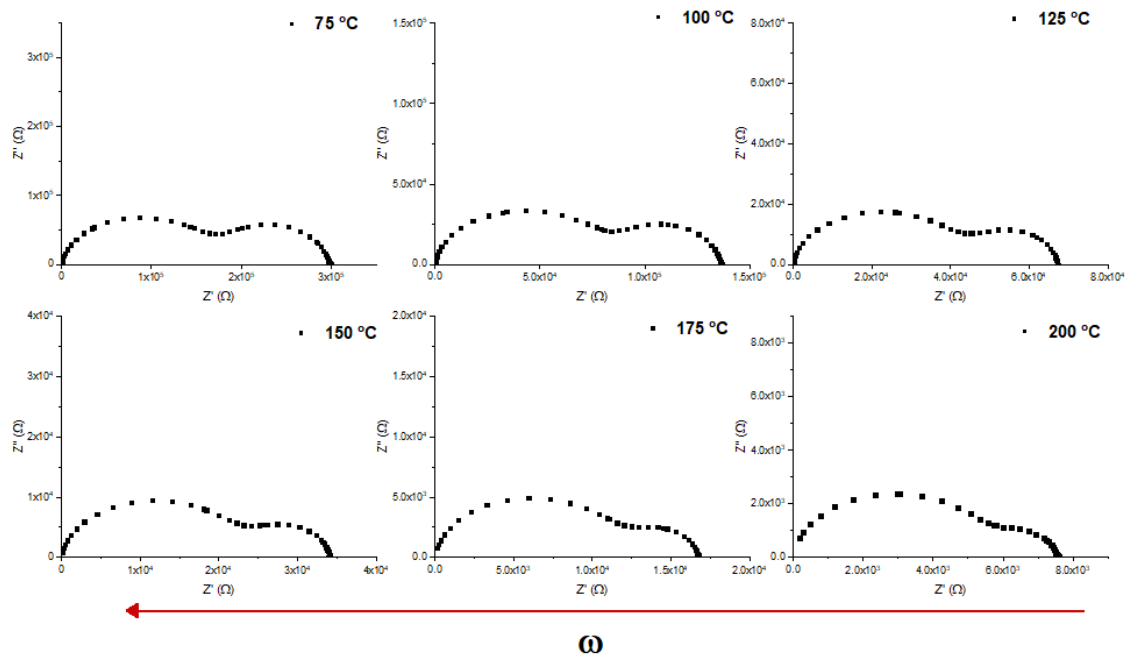 75 °C
3x10⁵
2x10⁵
1x10⁵
0
Z'' (Ω)
0 1x10⁵ 2x10⁵ 3x10⁵
Z' (Ω)
100 °C
1.5x10⁵
1.0x10⁵
5.0x10⁴
0.0
Z'' (Ω)
0.0 5.0x10⁴ 1.0x10⁵ 1.5x10⁵
Z' (Ω)
125 °C
8.0x10⁴
6.0x10⁴
4.0x10⁴
2.0x10⁴
0.0
Z'' (Ω)
0.0 2.0x10⁴ 4.0x10⁴ 6.0x10⁴ 8.0x10⁴
Z' (Ω)
150 °C
4x10⁴
3x10⁴
2x10⁴
1x10⁴
0
Z'' (Ω)
0 1x10⁴ 2x10⁴ 3x10⁴ 4x10⁴
Z' (Ω)
175 °C
2.0x10⁴
1.5x10⁴
1.0x10⁴
5.0x10³
0.0
Z'' (Ω)
0.0 5.0x10³ 1.0x10⁴ 1.5x10⁴ 2.0x10⁴
Z' (Ω)
200 °C
8.0x10³
6.0x10³
4.0x10³
2.0x10³
0.0
Z'' (Ω)
0.0 2.0x10³ 4.0x10³ 6.0x10³ 8.0x10³
Z' (Ω)
ω